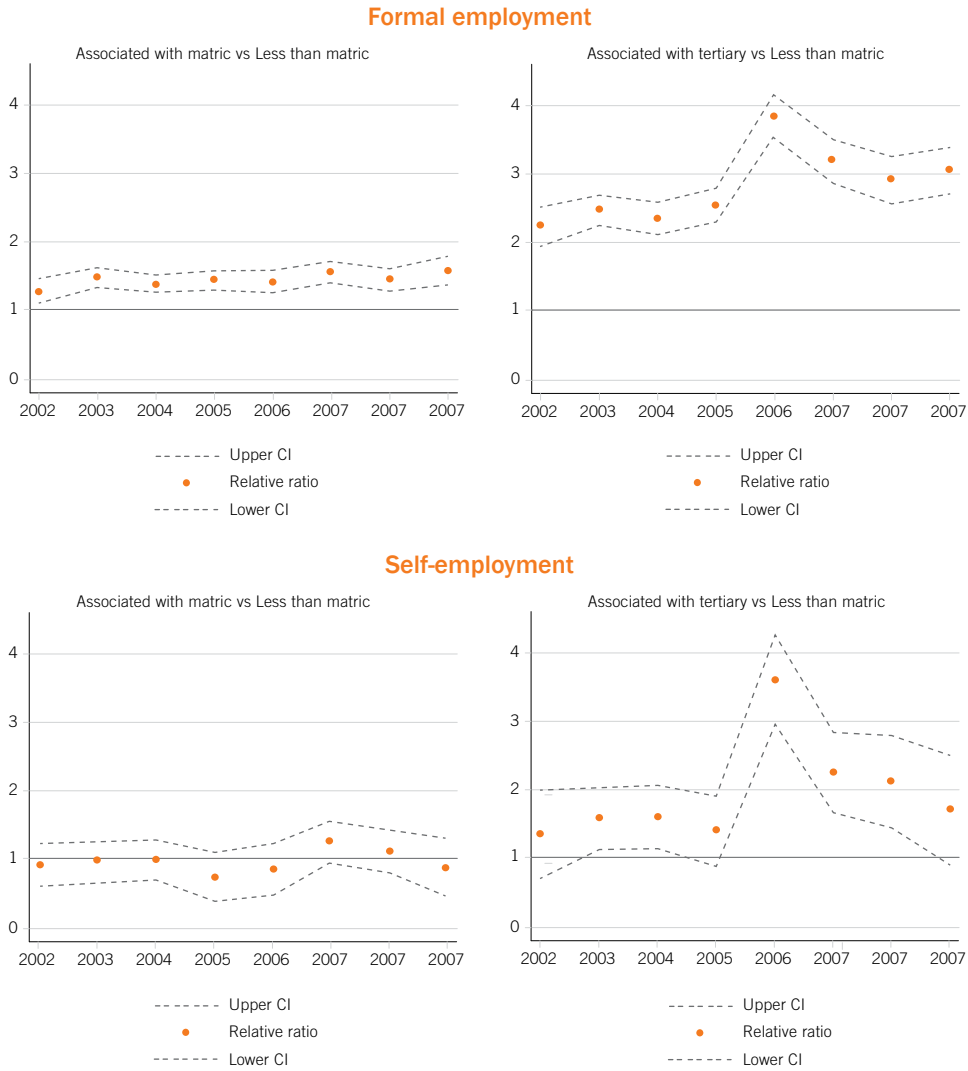 Formal employment
Associated with matric vs Less than matric
4
3
2
1
0
2002 2003 2004 2005 2006 2007 2007 2007
Upper CI
Relative ratio
Lower CI
Associated with tertiary vs Less than matric
4
3
2
1
0
2002 2003 2004 2005 2006 2007 2007 2007
Upper CI
Relative ratio
Lower CI
Self-employment
Associated with matric vs Less than matric
4
3
2
1
0
2002 2003 2004 2005 2006 2007 2007 2007
Upper CI
Relative ratio
Lower CI
Associated with tertiary vs Less than matric
4
3
2
1
0
2002 2003 2004 2005 2006 2007 2007 2007
Upper CI
Relative ratio
Lower CI